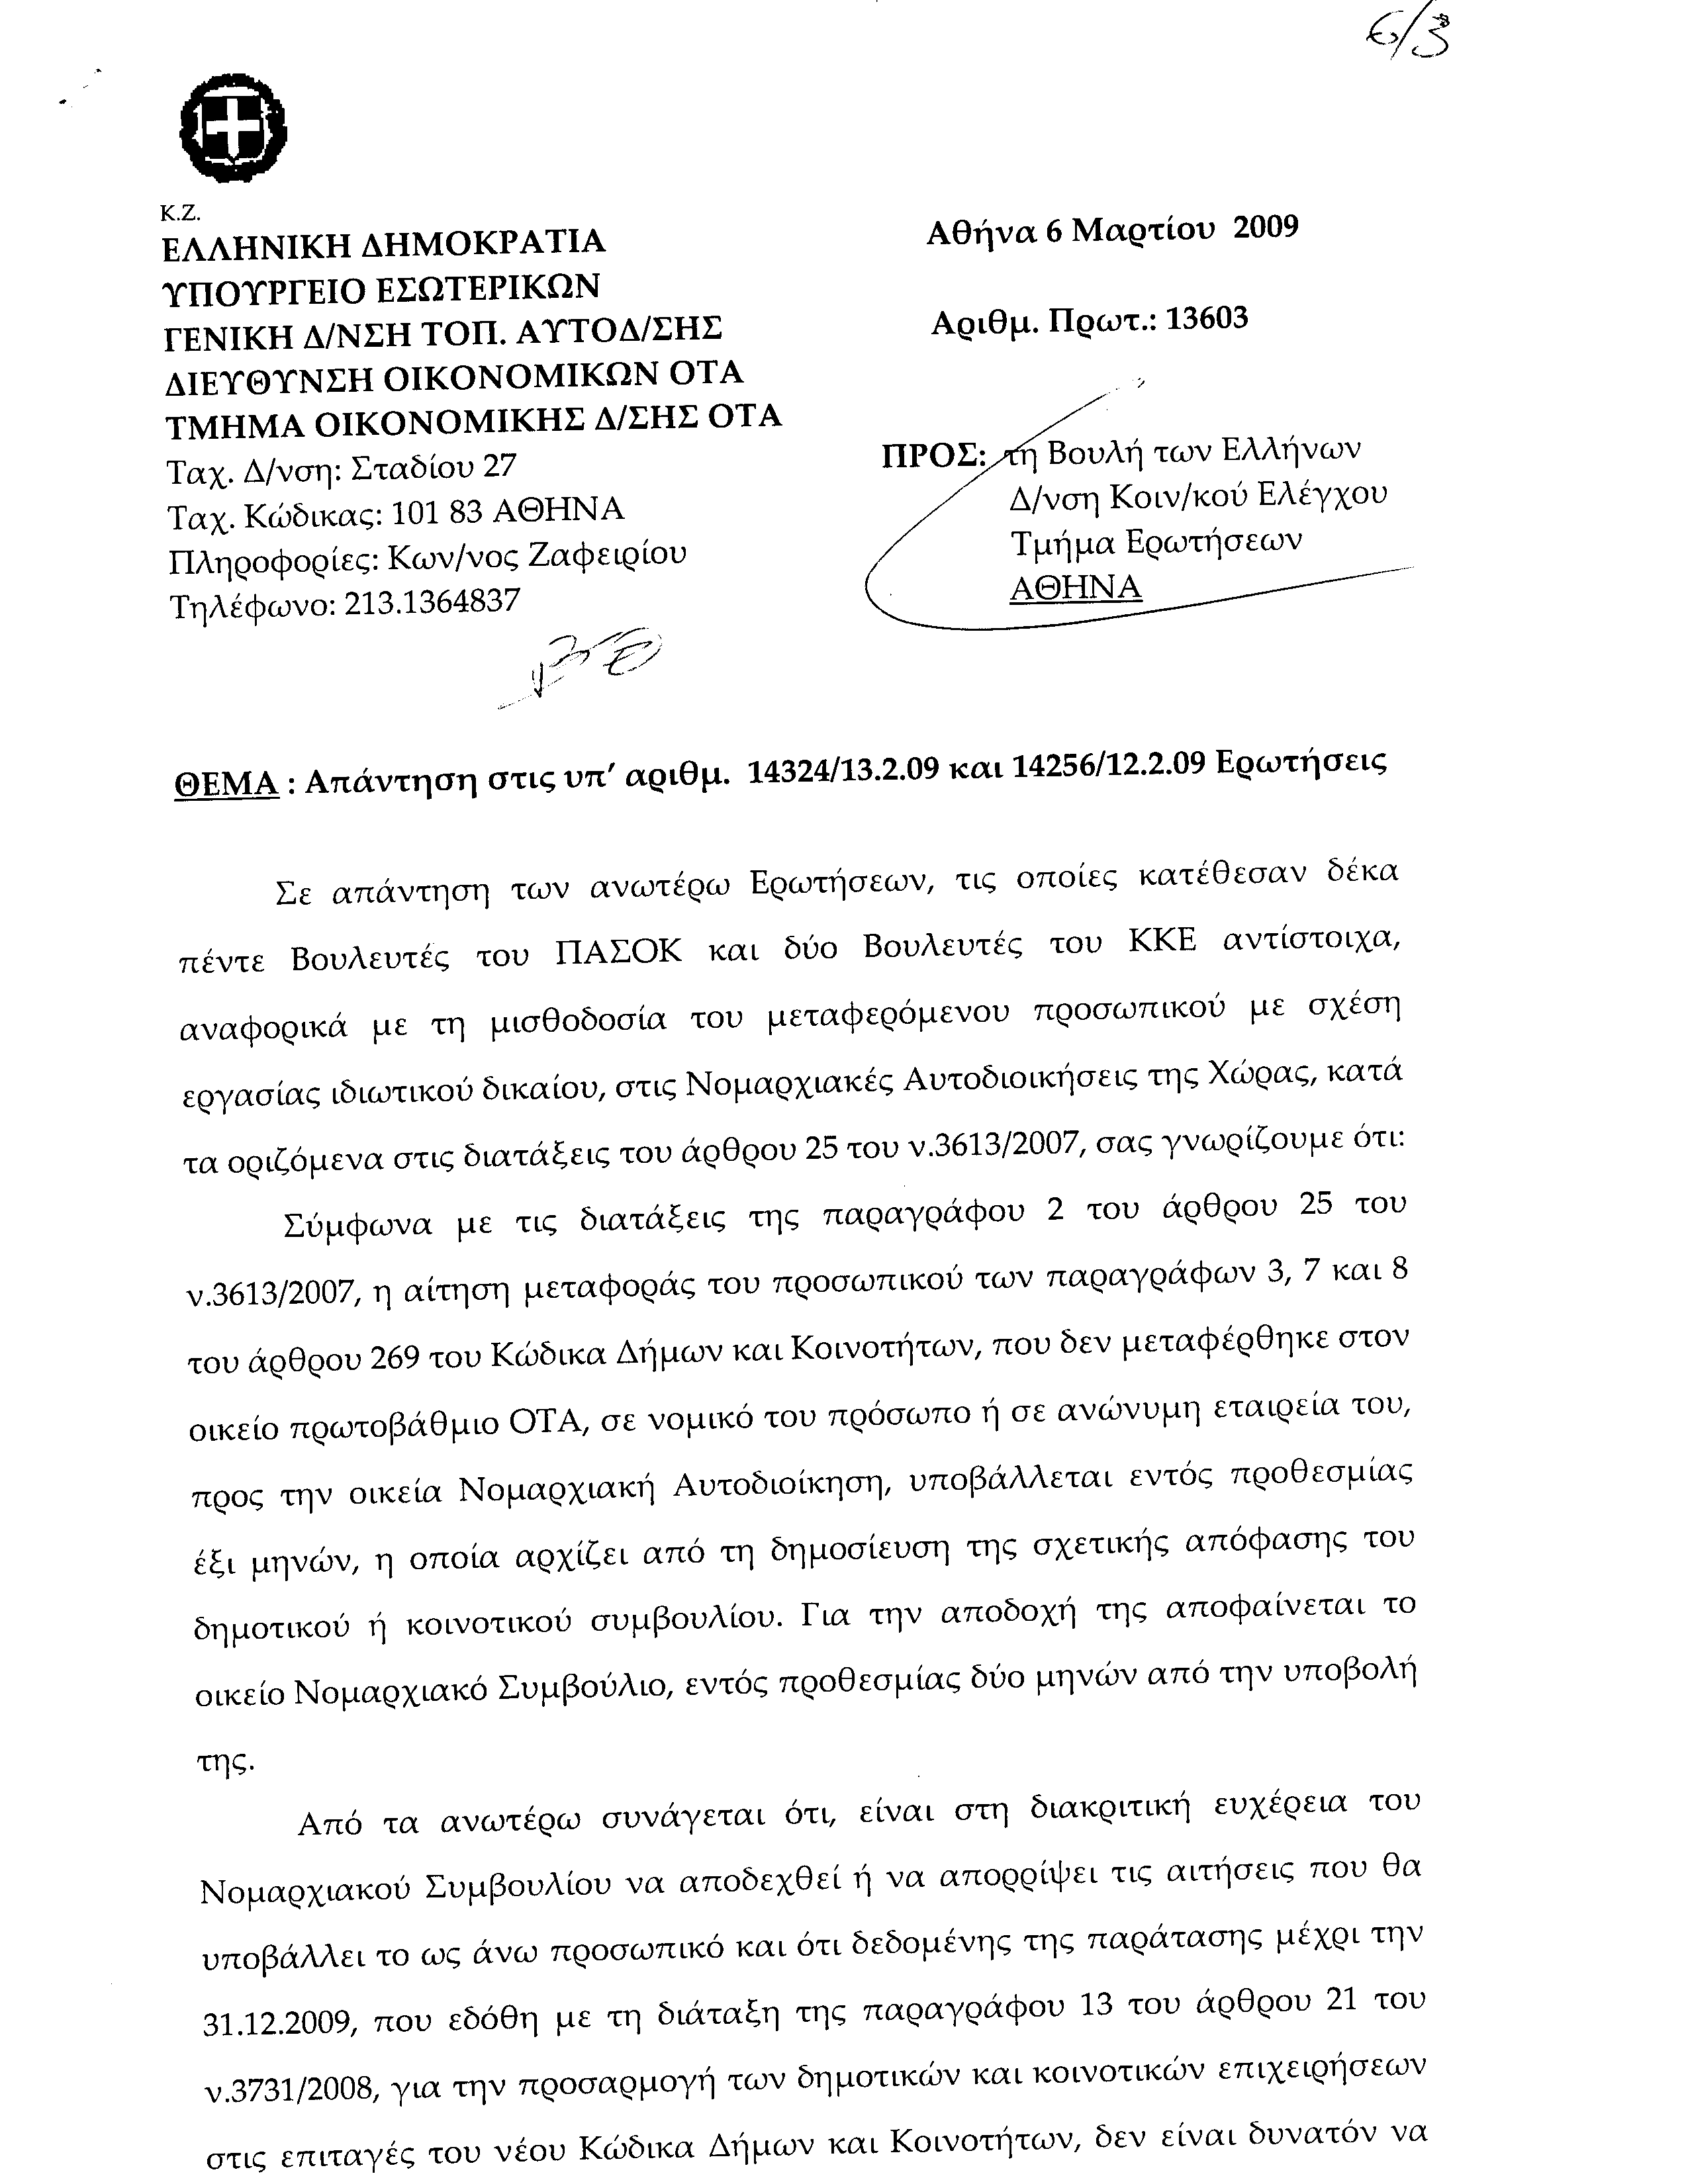 6/3
Κ.Ζ.
ΕΛΛΗΝΙΚΗ ΔΗΜΟΚΡΑΤΙΑ
ΥΠΟΥΡΓΕΙΟ ΕΣΩΤΕΡΙΚΩΝ
ΓΕΝΙΚΗ Δ/ΝΣΗ ΤΟΠ. ΑΥΤΟΔ/ΣΗΣ
ΔΙΕΥΘΥΝΣΗ ΟΙΚΟΝΟΜΙΚΩΝ ΟΤΑ
ΤΜΗΜΑ ΟΙΚΟΝΟΜΙΚΗΣ Δ/ΣΗΣ ΟΤΑ
Ταχ. Δ/νση: Σταδίου 27
Ταχ. Κώδικας: 101 83 ΑΘΗΝΑ
Πληροφορίες: Κων/νος Ζαφειρίου
Τηλέφωνο: 213.1364837
Αθήνα 6 Μαρτίου 2009
Αριθμ. Πρωτ.: 13603
ΠΡΟΣ: τη Βουλή των Ελλήνων
Δ/νση Κοιν/κού Ελέγχου
Τμήμα Ερωτήσεων
ΑΘΗΝΑ
ΘΕΜΑ : Απάντηση στις υπ' αριθμ. 14324/13.2.09 και 14256/12.2.09 Ερωτήσεις
Σε απάντηση των ανωτέρω Ερωτήσεων, τις οποίες κατέθεσαν δέκα
πέντε Βουλευτές του ΠΑΣΟΚ και δύο Βουλευτές του ΚΚΕ αντίστοιχα,
αναφορικά με τη μισθοδοσία του μεταφερόμενου προσωπικού με σχέση
εργασίας ιδιωτικού δικαίου, στις Νομαρχιακές Αυτοδιοικήσεις της Χώρας, κατά
τα οριζόμενα στις διατάξεις του άρθρου 25 του ν.3613/2007, σας γνωρίζουμε ότι:
Σύμφωνα με τις διατάξεις της παραγράφου 2 του άρθρου 25 του
ν.3613/2007, η αίτηση μεταφοράς του προσωπικού των παραγράφων 3, 7 και 8
του άρθρου 269 του Κώδικα Δήμων και Κοινοτήτων, που δεν μεταφέρθηκε στον
οικείο πρωτοβάθμιο ΟΤΑ, σε νομικό του πρόσωπο ή σε ανώνυμη εταιρεία του,
προς την οικεία Νομαρχιακή Αυτοδιοίκηση, υποβάλλεται εντός προθεσμίας
έξι μηνών, η οποία αρχίζει από τη δημοσίευση της σχετικής απόφασης του
δημοτικού ή κοινοτικού συμβουλίου. Για την αποδοχή της αποφαίνεται το
οικείο Νομαρχιακό Συμβούλιο, εντός προθεσμίας δύο μηνών από την υποβολή
της.
Από τα ανωτέρω συνάγεται ότι, είναι στη διακριτική ευχέρεια του
Νομαρχιακού Συμβουλίου να αποδεχθεί ή να απορρίψει τις αιτήσεις που θα
υποβάλλει το ως άνω προσωπικό και ότι δεδομένης της παράτασης μέχρι την
31.12.2009, που εδόθη με τη διάταξη της παραγράφου 13 του άρθρου 21 του
ν.3731/2008, για την προσαρμογή των δημοτικών και κοινοτικών επιχειρήσεων
στις επιταγές του νέου Κώδικα Δήμων και Κοινοτήτων, δεν είναι δυνατόν να